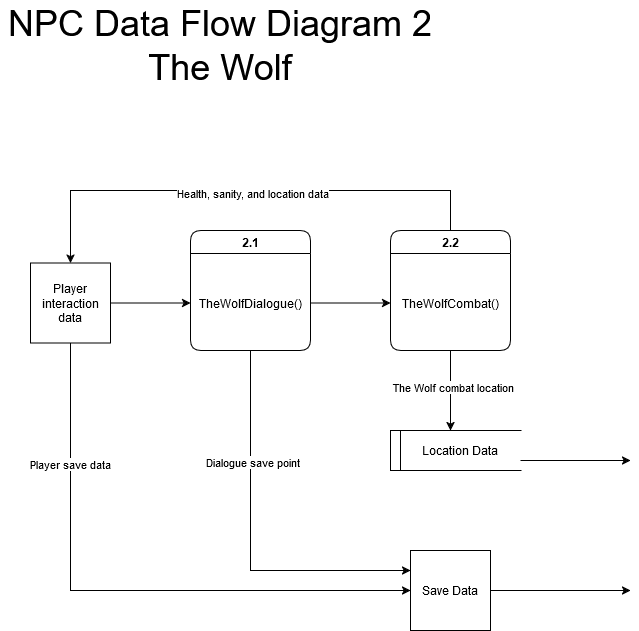 NPC Data Flow Diagram 2
The Wolf
Health, sanity, and location data
2.1
2.2
Player
interaction
data
TheWolfDialogue()
TheWolfCombat()
The Wolf combat location
Location Data
Player save data
Dialogue save point
Save Data